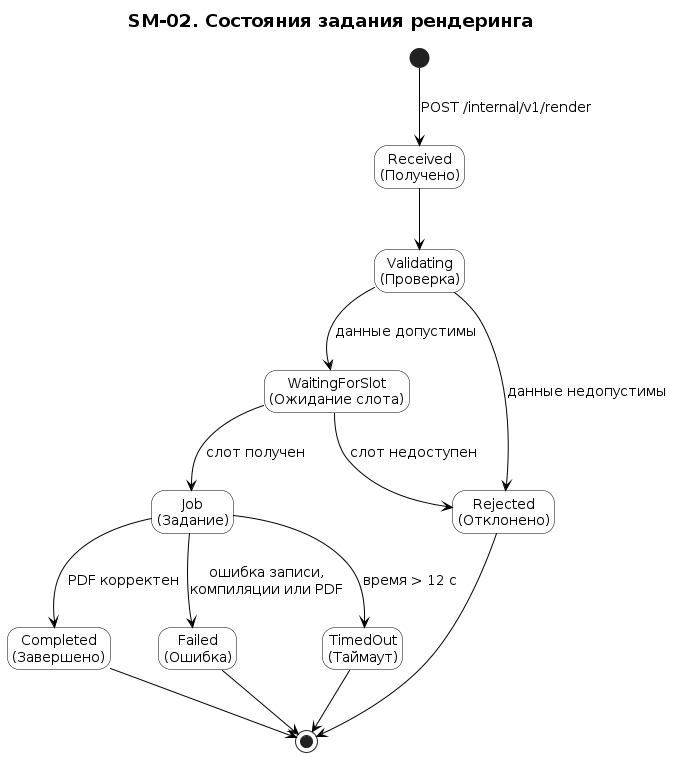 SM-02. Состояния задания рендеринга
POST /internal/v1/render
Received
(Получено)
Validating
(Проверка)
данные допустимы
WaitingForSlot
(Ожидание слота)
данные недопустимы
слот получен
слот недоступен
Job
(Задание)
Rejected
(Отклонено)
PDF корректен
ошибка записи,
компиляции или PDF
время > 12 с
Completed
(Завершено)
Failed
(Ошибка)
TimedOut
(Таймаут)